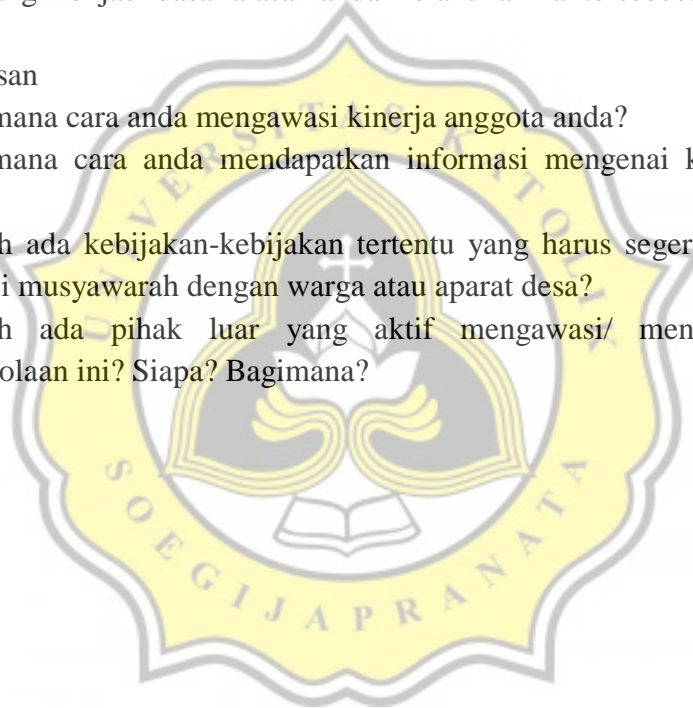 san
mana cara anda mengawasi kinerja anggota anda?
mana cara anda mendapatkan informasi mengenai k
h ada kebijakan-kebijakan tertentu yang harus seger
i musyawarah dengan warga atau aparat desa?
h ada pihak luar yang aktif mengawasi/ men
olaan ini? Siapa? Bagimana?
UNIVERSITAS KATOLIK
SOEGIJAPRANATA